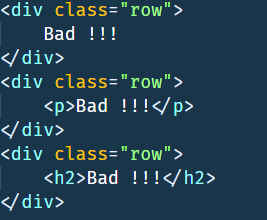 <div class="row">
    Bad !!!
</div>
<div class="row">
    <p>Bad !!!</p>
</div>
<div class="row">
    <h2>Bad !!!</h2>
</div>